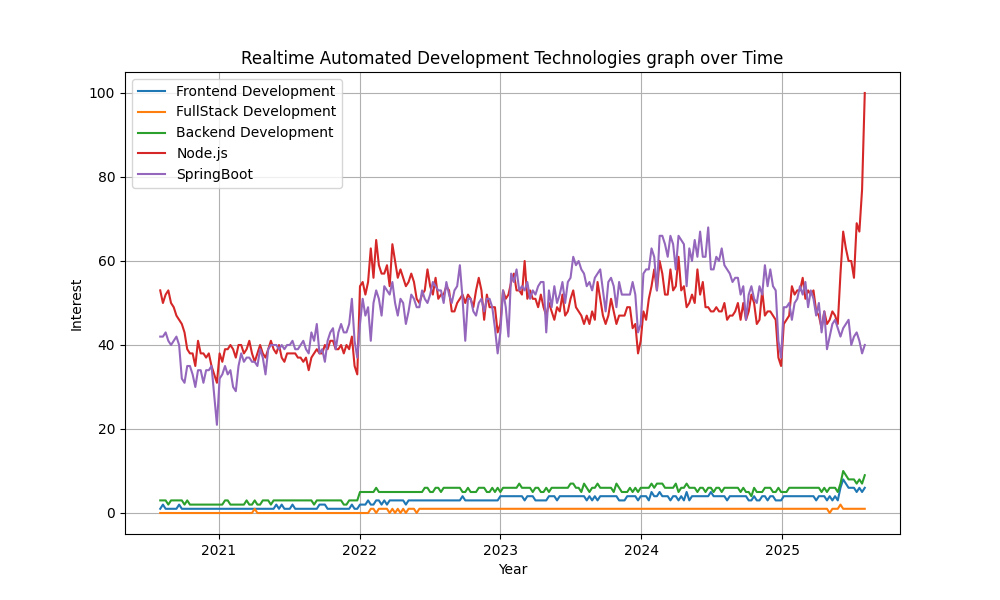 Realtime Automated Development Technologies graph over Time
Frontend Development
FullStack Development
Backend Development
Node.js
SpringBoot
100
80
60
40
20
0
Interest
2021 2022 2023 2024 2025
Year